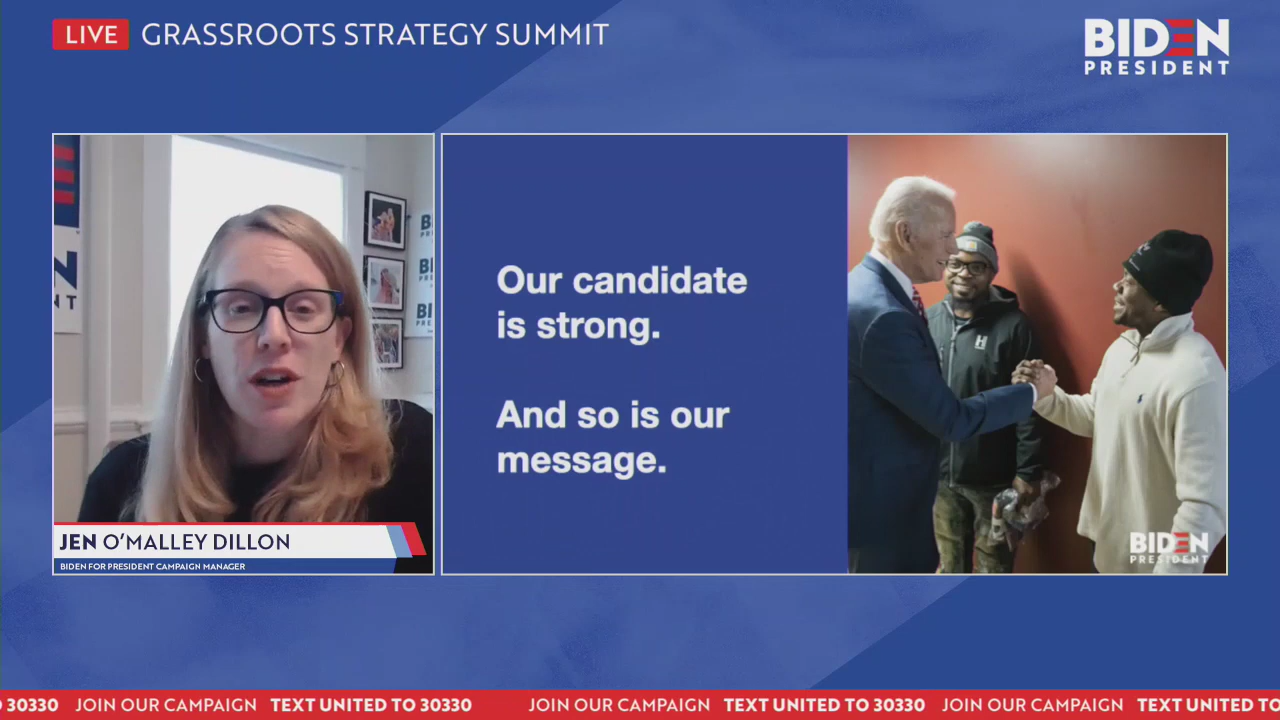 LIVE GRASSROOTS STRATEGY SUMMIT
BIDEN
PRESIDENT
Our candidate
is strong.
And so is our
message.
BIDEN
PRESIDENT
JEN O'MALLEY DILLON
BIDEN FOR PRESIDENT CAMPAIGN MANAGER
30330 JOIN OUR CAMPAIGN TEXT UNITED TO 30330 JOIN OUR CAMPAIGN TEXT UNITED TO 30330 JOIN OUR CAMPAIGN TEXT UNITED